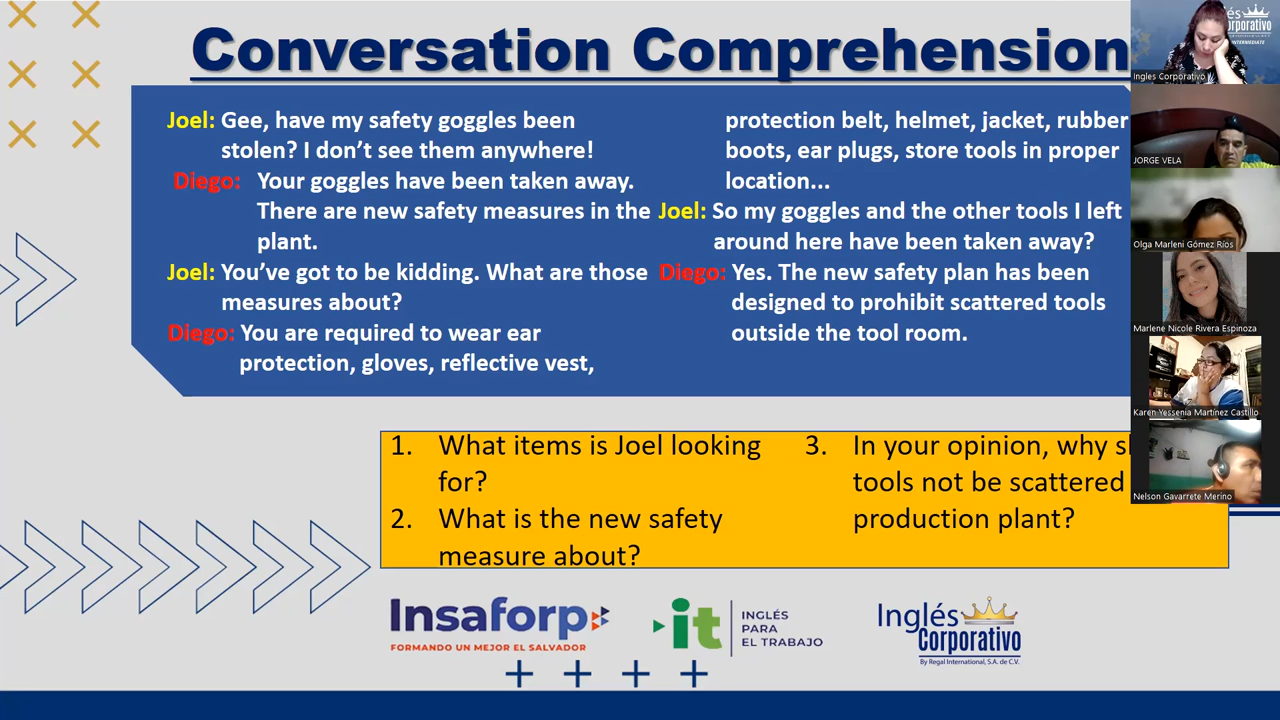 Conversation Comprehension
Joel: Gee, have my safety goggles been
stolen? I don’t see them anywhere!
Diego: Your goggles have been taken away.
There are new safety measures in the
plant.
Joel: You’ve got to be kidding. What are those
measures about?
Diego: You are required to wear ear
protection, gloves, reflective vest,
protection belt, helmet, jacket, rubber
boots, ear plugs, store tools in proper
location...
Joel: So my goggles and the other tools I left
around here have been taken away?
Diego: Yes. The new safety plan has been
designed to prohibit scattered tools
outside the tool room.
1. What items is Joel looking
for?
2. What is the new safety
measure about?
3. In your opinion, why
tools not be scattered
production plant?
Insaforp
FORMANDO UN MEJOR EL SALVADOR
it
INGLÉS
PARA
EL TRABAJO
Inglés
Corporativo
By Regal International, S.A. de C.V.
Ingles Corporativo
JORGE VELA
Olga Marleni Gómez Ríos
Marlene Nicole Rivera Espinoza
Karen Yessenia Martínez Castillo
Nelson Gavarrete Merino